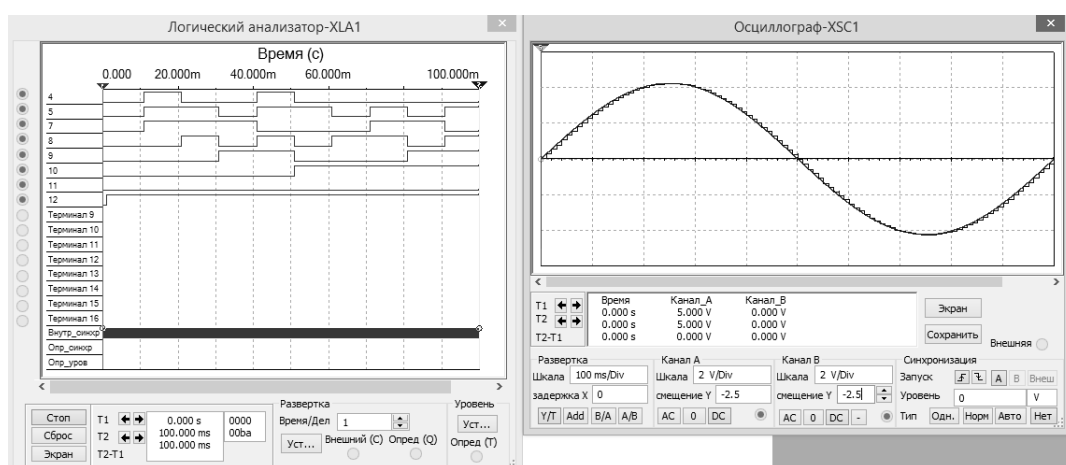 Логический анализатор-XLA1
×
Время (с)
0.000 20.000m 40.000m 60.000m 100.000m
4
5
7
8
9
10
11
12
Терминал 9
Терминал 10
Терминал 11
Терминал 12
Терминал 13
Терминал 14
Терминал 15
Терминал 16
Внутр_синхр
Опр_синхр
Опр_уров
Стоп
Сброс
Экран
T1 0.000 s 0000
T2 100.000 ms 00ba
T2-T1 100.000 ms
Развертка
Время/Дел 1
Уст... Внешний (C) Опред (Q)
Уровень
Уст...
Опред (T)
Осциллограф-XSC1
×
Время Канал_A Канал_B
T1 0.000 s 5.000 V 0.000 V
T2 0.000 s 5.000 V 0.000 V
T2-T1 0.000 s 0.000 V 0.000 V
Экран
Сохранить
Внешняя
Развертка
Шкала 100 ms/Div
задержка X 0
Y/T Add B/A A/B
Канал A
Шкала 2 V/Div
смещение Y -2.5
AC 0 DC
Канал B
Шкала 2 V/Div
смещение Y -2.5
AC 0 DC -
Синхронизация
Запуск A B Внеш
Уровень 0 V
Тип Одн. Норм Авто Нет